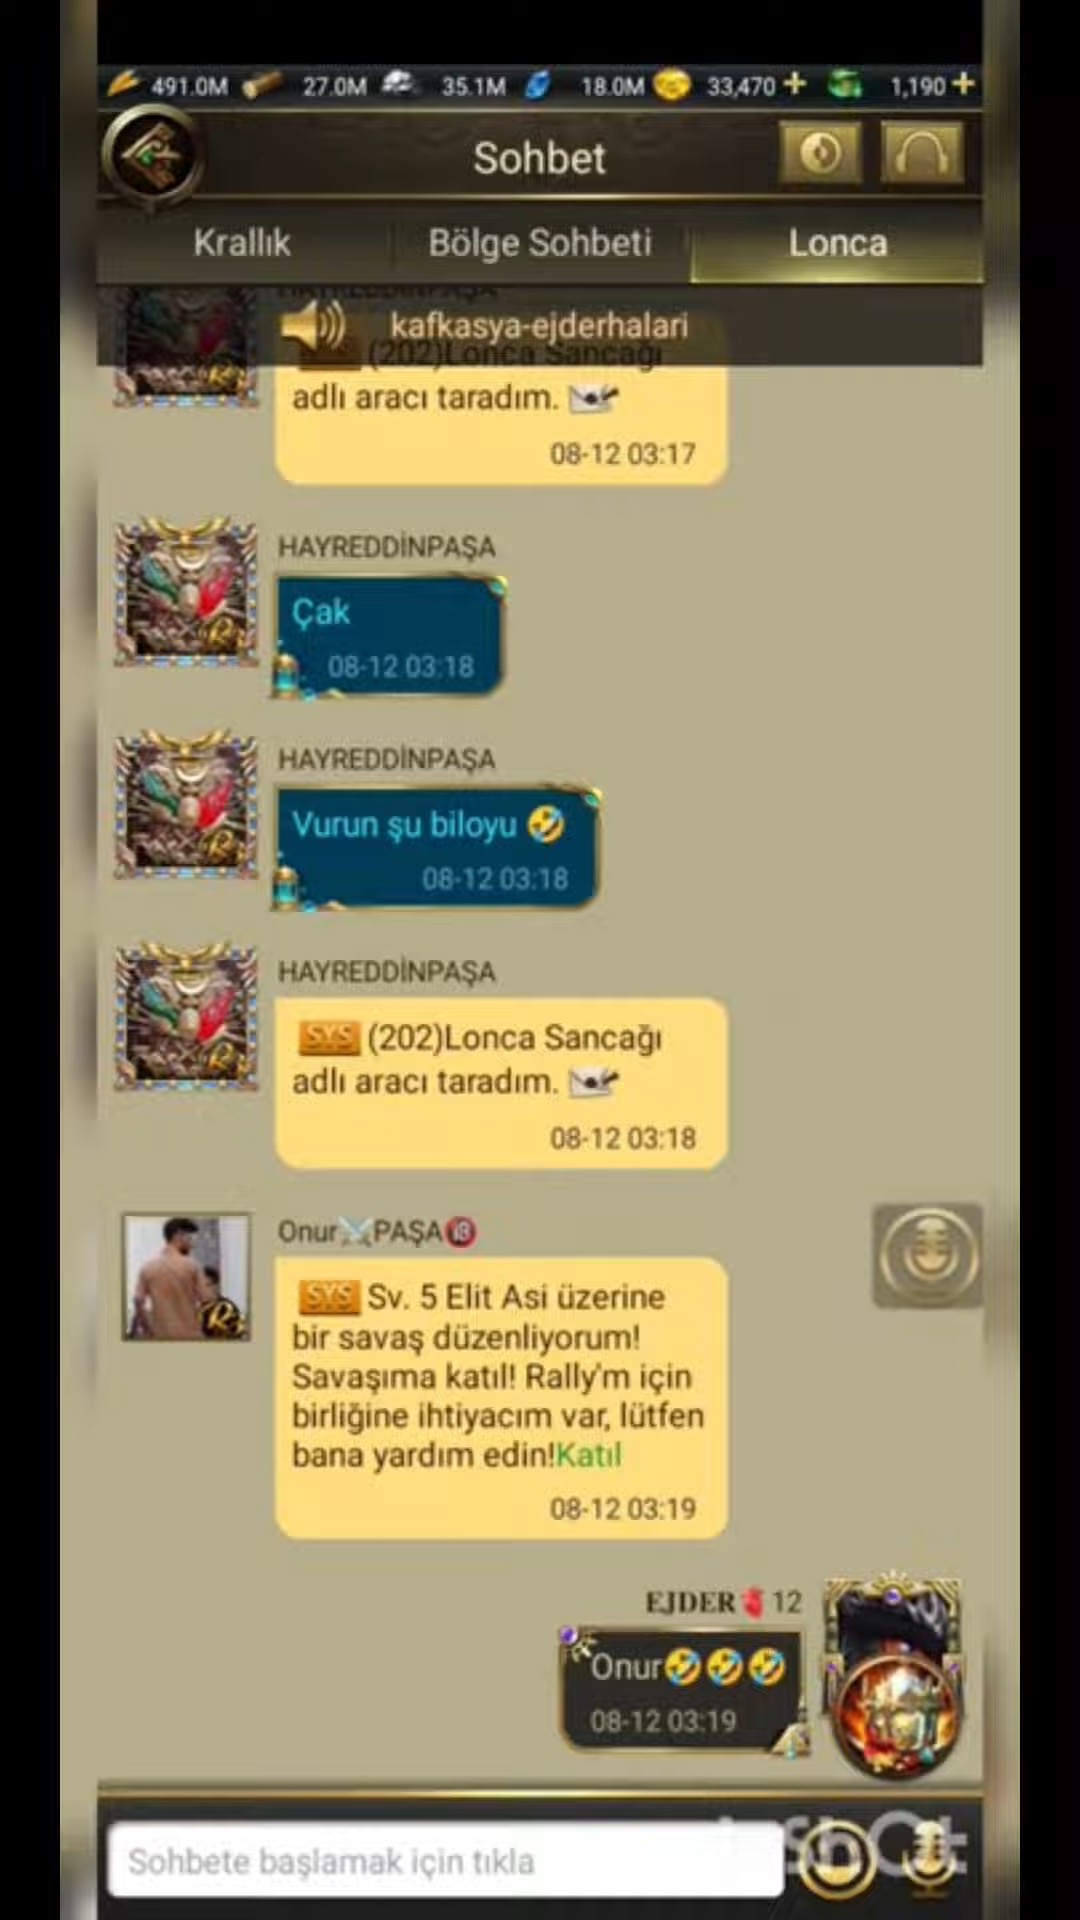 491.0M 27.0M 35.1M 18.0M 33,470 + 1,190 +
Sohbet
Krallık Bölge Sohbeti Lonca
HAYREDDİNPAŞA
kafkasya-ejderhalari
(202)Lonca Sancağı
adlı aracı taradım.
08-12 03:17
HAYREDDİNPAŞA
Çak
08-12 03:18
HAYREDDİNPAŞA
Vurun şu biloyu 🤣
08-12 03:18
HAYREDDİNPAŞA
SYS (202)Lonca Sancağı
adlı aracı taradım.
08-12 03:18
Onur⚔️PAŞA🔞
SYS Sv. 5 Elit Asi üzerine
bir savaş düzenliyorum!
Savaşıma katıl! Rally'm için
birliğine ihtiyacım var, lütfen
bana yardım edin!Katıl
08-12 03:19
EJDER🫀12
Onur🤣🤣🤣
08-12 03:19
Sohbete başlamak için tıkla